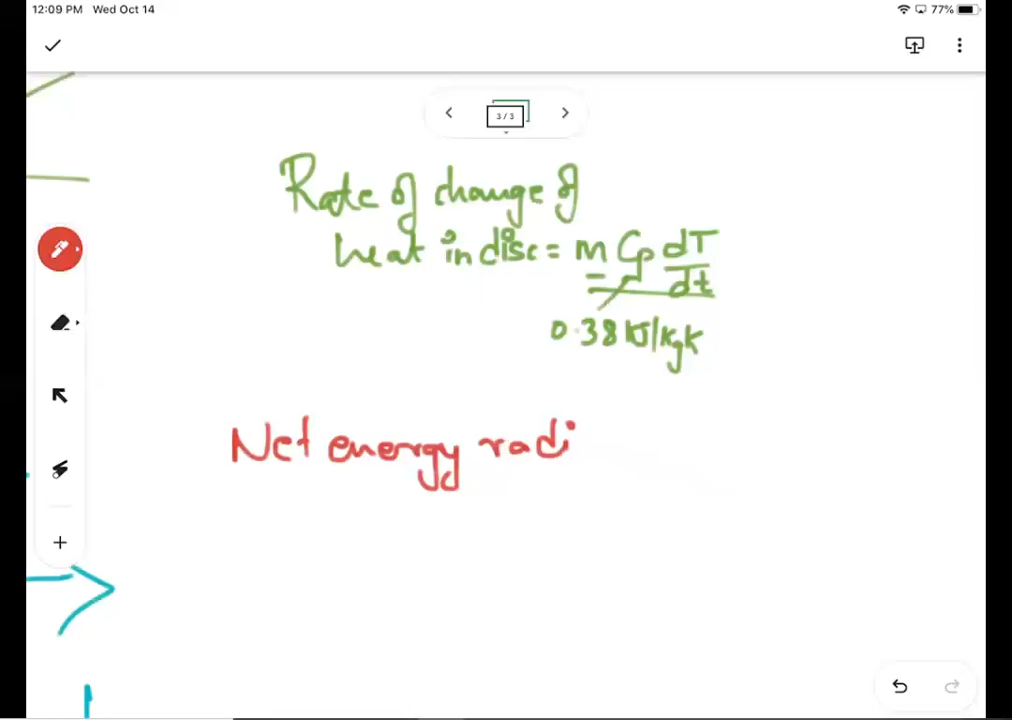 12:09 PM Wed Oct 14
77%
3 / 3
Rate of change of
heat in disc = m Cp dT
dt
0.38 KJ/kgK
Net energy radi